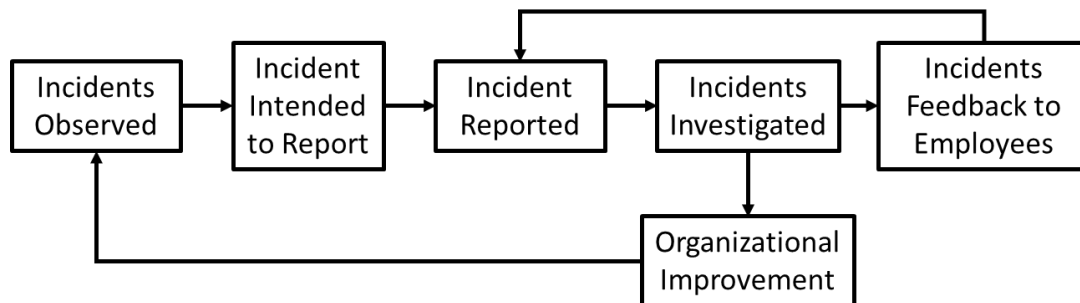 Incidents
Observed
Incident
Intended
to Report
Incident
Reported
Incidents
Investigated
Incidents
Feedback to
Employees
Organizational
Improvement